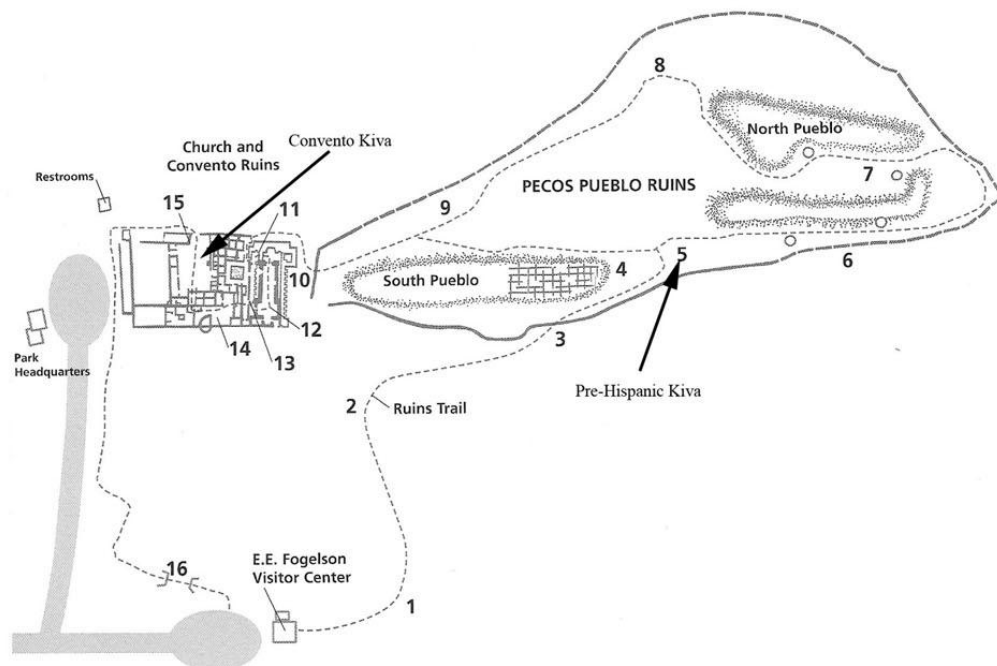 8
North Pueblo
Church and
Convento Ruins
Convento Kiva
Restrooms
PECOS PUEBLO RUINS
7
15
11
9
5
6
10
South Pueblo
4
12
14
13
3
Park
Headquarters
Pre-Hispanic Kiva
2
Ruins Trail
16
E.E. Fogelson
Visitor Center
1